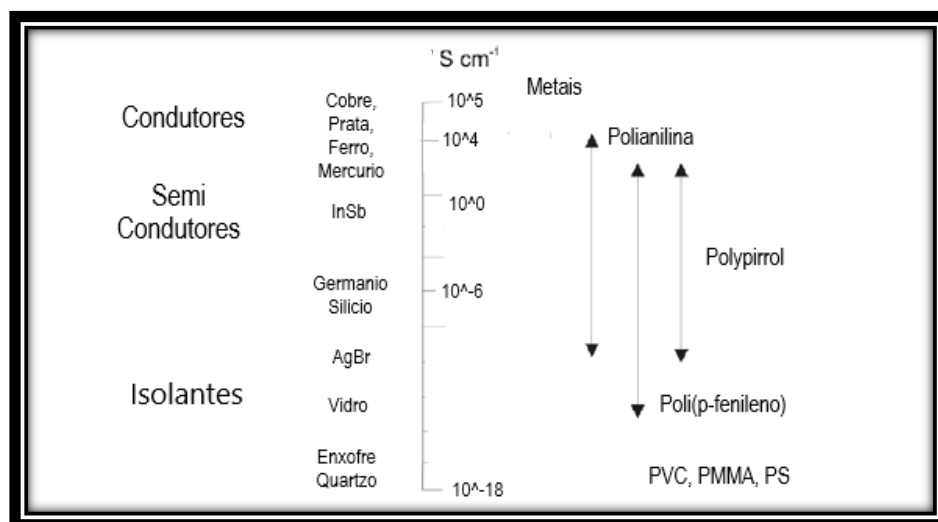 ' S cm-1
Metais
Condutores
Cobre,
Prata,
Ferro,
Mercurio
10^5
10^4
Polianilina
Semi
Condutores
InSb
10^0
Polypirrol
Germanio
Silicio
10^-6
AgBr
Isolantes
Vidro
Poli(p-fenileno)
Enxofre
Quartzo
10^-18
PVC, PMMA, PS